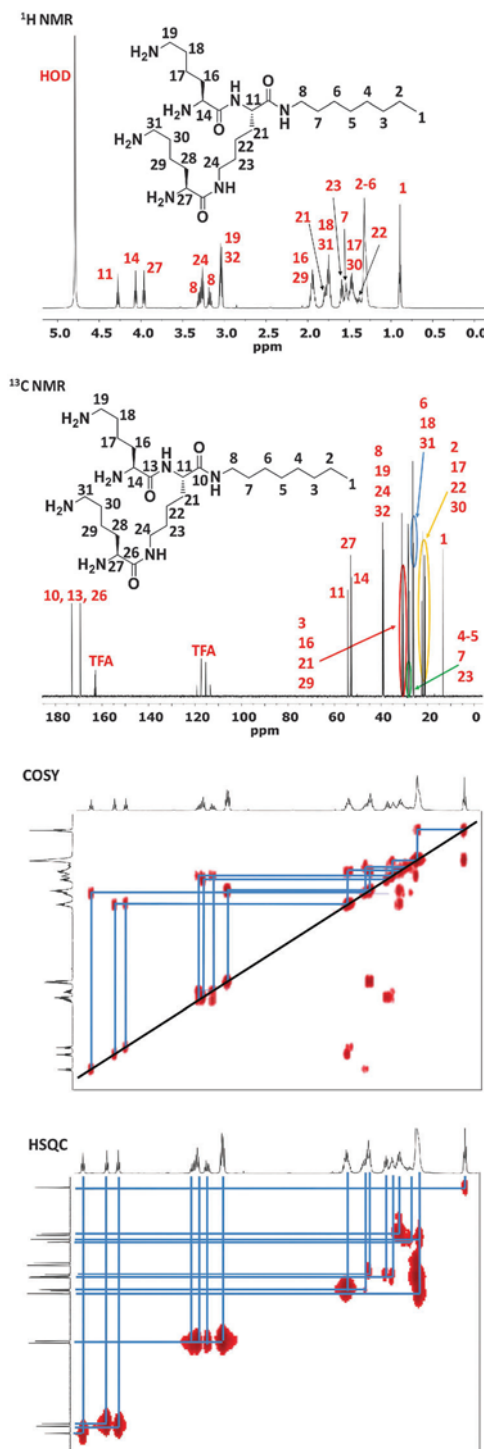 ¹H NMR
19
NH₂
18
HOD
17
16
H₂N
14
O
H
N
11
O
N
H
8
7
6
5
4
3
2
1
31
30
H₂N
29
28
21
22
23
24
H₂N
27
O
N
H
11
14
27
24
8
8
19
32
16
29
21
18
31
23
7
17
30
2-6
22
1
5.0 4.5 4.0 3.5 3.0 2.5 2.0 1.5 1.0 0.5 0.0
ppm
¹³C NMR
19
H₂N
18
17
16
H₂N
14
13
O
H
N
11
10
O
N
H
8
7
6
5
4
3
2
1
31
30
H₂N
29
28
21
22
23
24
H₂N
27
26
O
N
H
10, 13, 26
TFA
TFA
3
16
21
29
11
27
14
8
19
24
32
6
18
31
2
17
22
30
1
4-5
7
23
180 160 140 120 100 80 60 40 20 0
ppm
COSY
HSQC